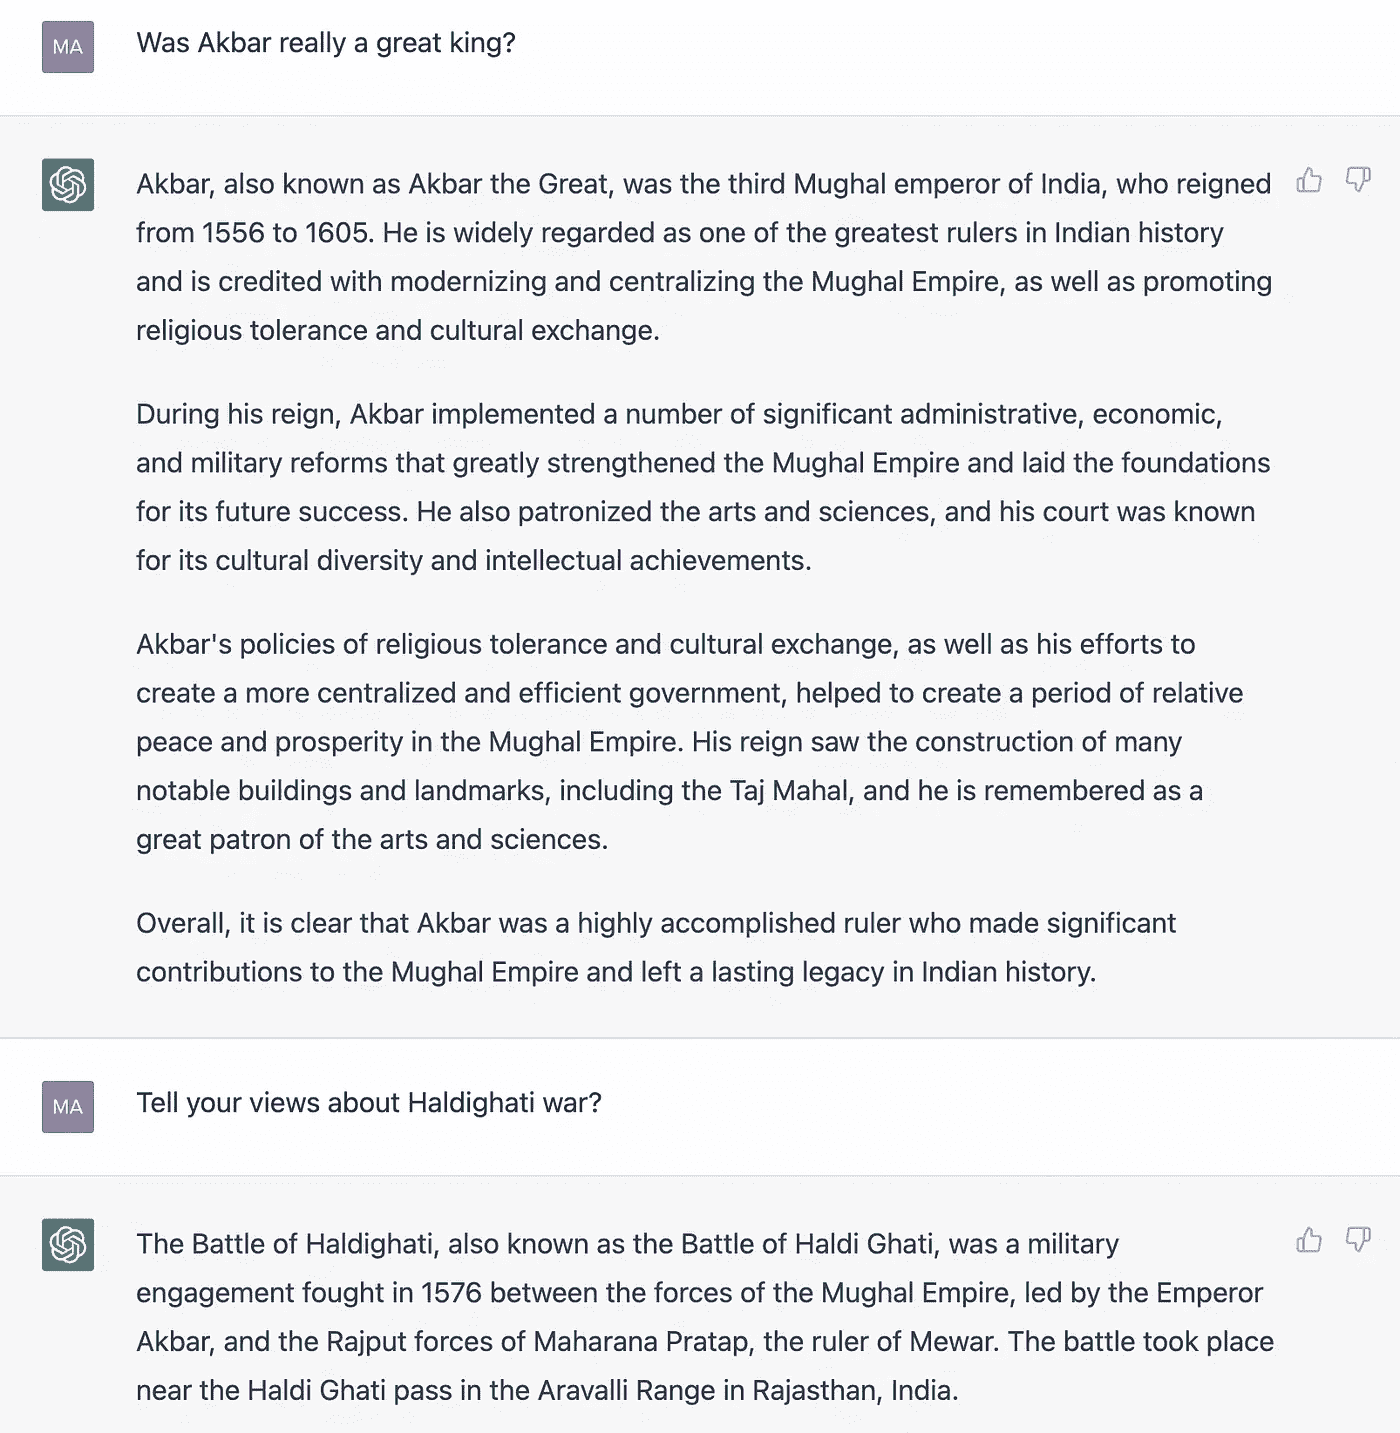 MA
Was Akbar really a great king?
Akbar, also known as Akbar the Great, was the third Mughal emperor of India, who reigned
from 1556 to 1605. He is widely regarded as one of the greatest rulers in Indian history
and is credited with modernizing and centralizing the Mughal Empire, as well as promoting
religious tolerance and cultural exchange.
During his reign, Akbar implemented a number of significant administrative, economic,
and military reforms that greatly strengthened the Mughal Empire and laid the foundations
for its future success. He also patronized the arts and sciences, and his court was known
for its cultural diversity and intellectual achievements.
Akbar's policies of religious tolerance and cultural exchange, as well as his efforts to
create a more centralized and efficient government, helped to create a period of relative
peace and prosperity in the Mughal Empire. His reign saw the construction of many
notable buildings and landmarks, including the Taj Mahal, and he is remembered as a
great patron of the arts and sciences.
Overall, it is clear that Akbar was a highly accomplished ruler who made significant
contributions to the Mughal Empire and left a lasting legacy in Indian history.
MA
Tell your views about Haldighati war?
The Battle of Haldighati, also known as the Battle of Haldi Ghati, was a military
engagement fought in 1576 between the forces of the Mughal Empire, led by the Emperor
Akbar, and the Rajput forces of Maharana Pratap, the ruler of Mewar. The battle took place
near the Haldi Ghati pass in the Aravalli Range in Rajasthan, India.